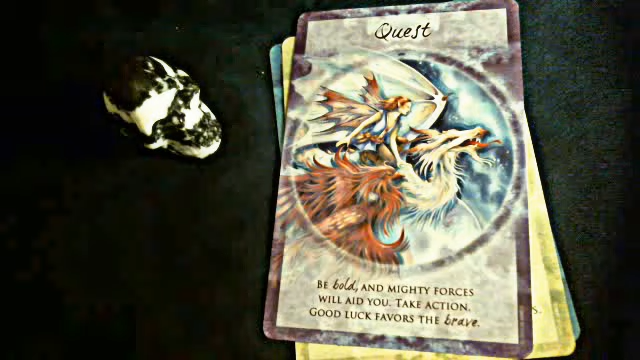 Quest
BE bold, AND MIGHTY FORCES
WILL AID YOU. TAKE ACTION.
GOOD LUCK FAVORS THE brave.
S.